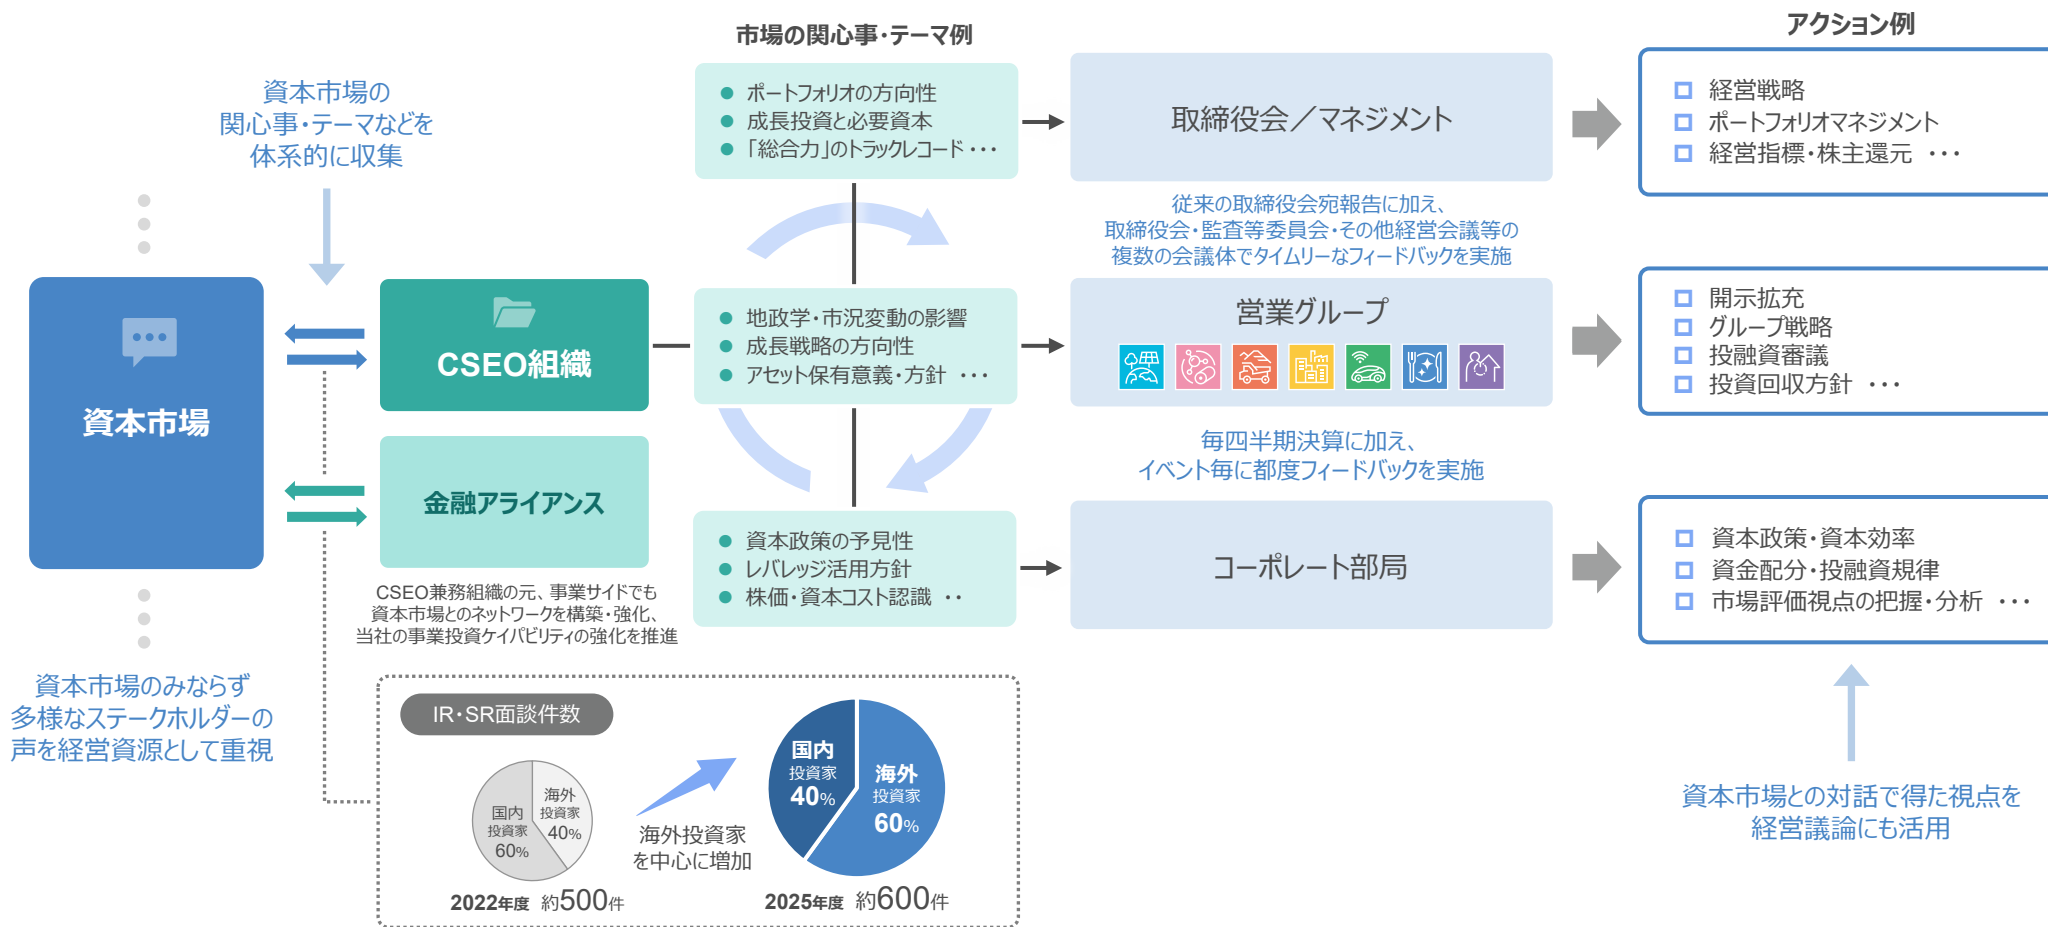 市場の関心事・テーマ例
アクション例
資本市場の
関心事・テーマなどを
体系的に収集
資本市場
CSEO組織
金融アライアンス
CSEO兼務組織の元、事業サイドでも
資本市場とのネットワークを構築・強化、
当社の事業投資ケイパビリティの強化を推進
資本市場のみならず
多様なステークホルダーの
声を経営資源として重視
ポートフォリオの方向性
成長投資と必要資本
「総合力」のトラックレコード・・・
取締役会／マネジメント
経営戦略
ポートフォリオマネジメント
経営指標・株主還元 ・・・
従来の取締役会宛報告に加え、
取締役会・監査等委員会・その他経営会議等の
複数の会議体でタイムリーなフィードバックを実施
地政学・市況変動の影響
成長戦略の方向性
アセット保有意義・方針 ・・・
営業グループ
開示拡充
グループ戦略
投融資審議
投資回収方針 ・・・
毎四半期決算に加え、
イベント毎に都度フィードバックを実施
資本政策の予見性
レバレッジ活用方針
株価・資本コスト認識 ・・
コーポレート部局
資本政策・資本効率
資金配分・投融資規律
市場評価視点の把握・分析 ・・・
資本市場との対話で得た視点を
経営議論にも活用
IR・SR面談件数
国内
投資家
60%
海外
投資家
40%
2022年度 約500件
海外投資家
を中心に増加
国内
投資家
40%
海外
投資家
60%
2025年度 約600件